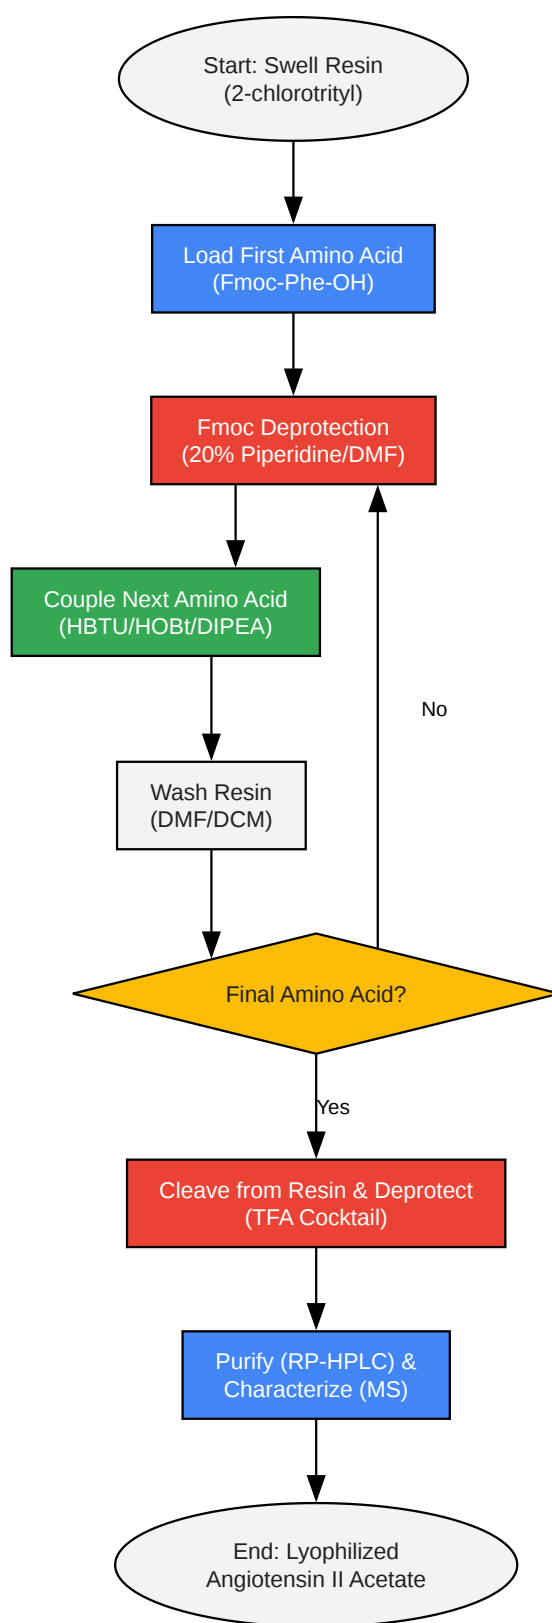 Start: Swell Resin
(2-chlorotrityl)
Load First Amino Acid
(Fmoc-Phe-OH)
Fmoc Deprotection
(20% Piperidine/DMF)
Couple Next Amino Acid
(HBTU/HOBt/DIPEA)
No
Wash Resin
(DMF/DCM)
Final Amino Acid?
Yes
Cleave from Resin & Deprotect
(TFA Cocktail)
Purify (RP-HPLC) &
Characterize (MS)
End: Lyophilized
Angiotensin II Acetate